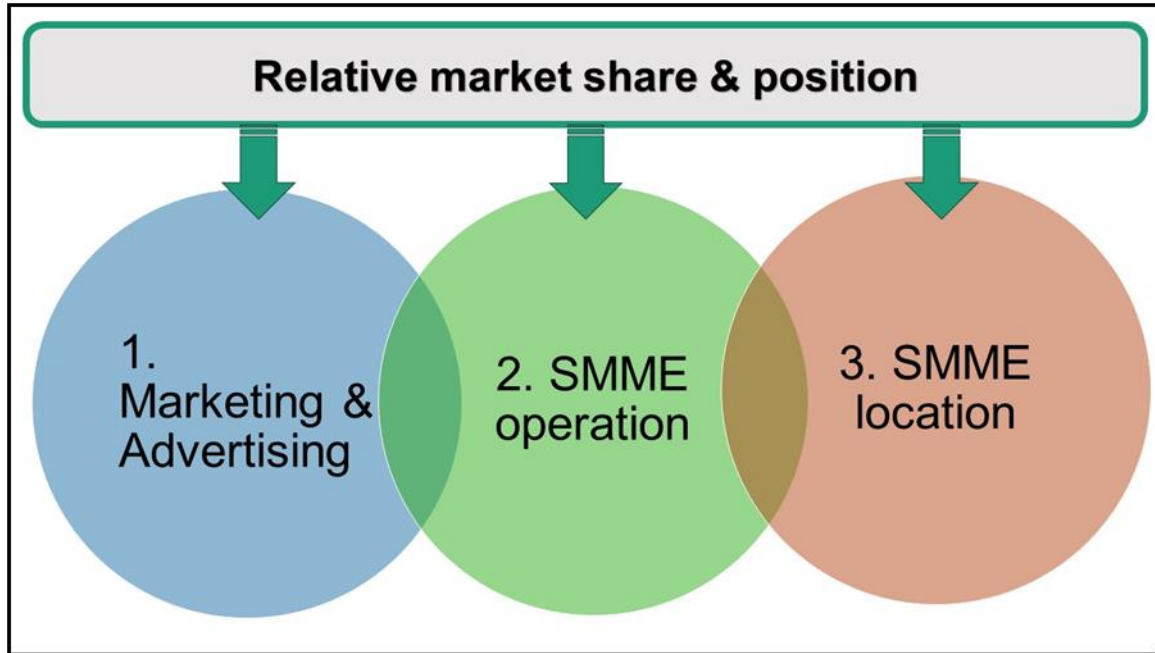 Relative market share & position
1.
Marketing &
Advertising
2. SMME
operation
3. SMME
location